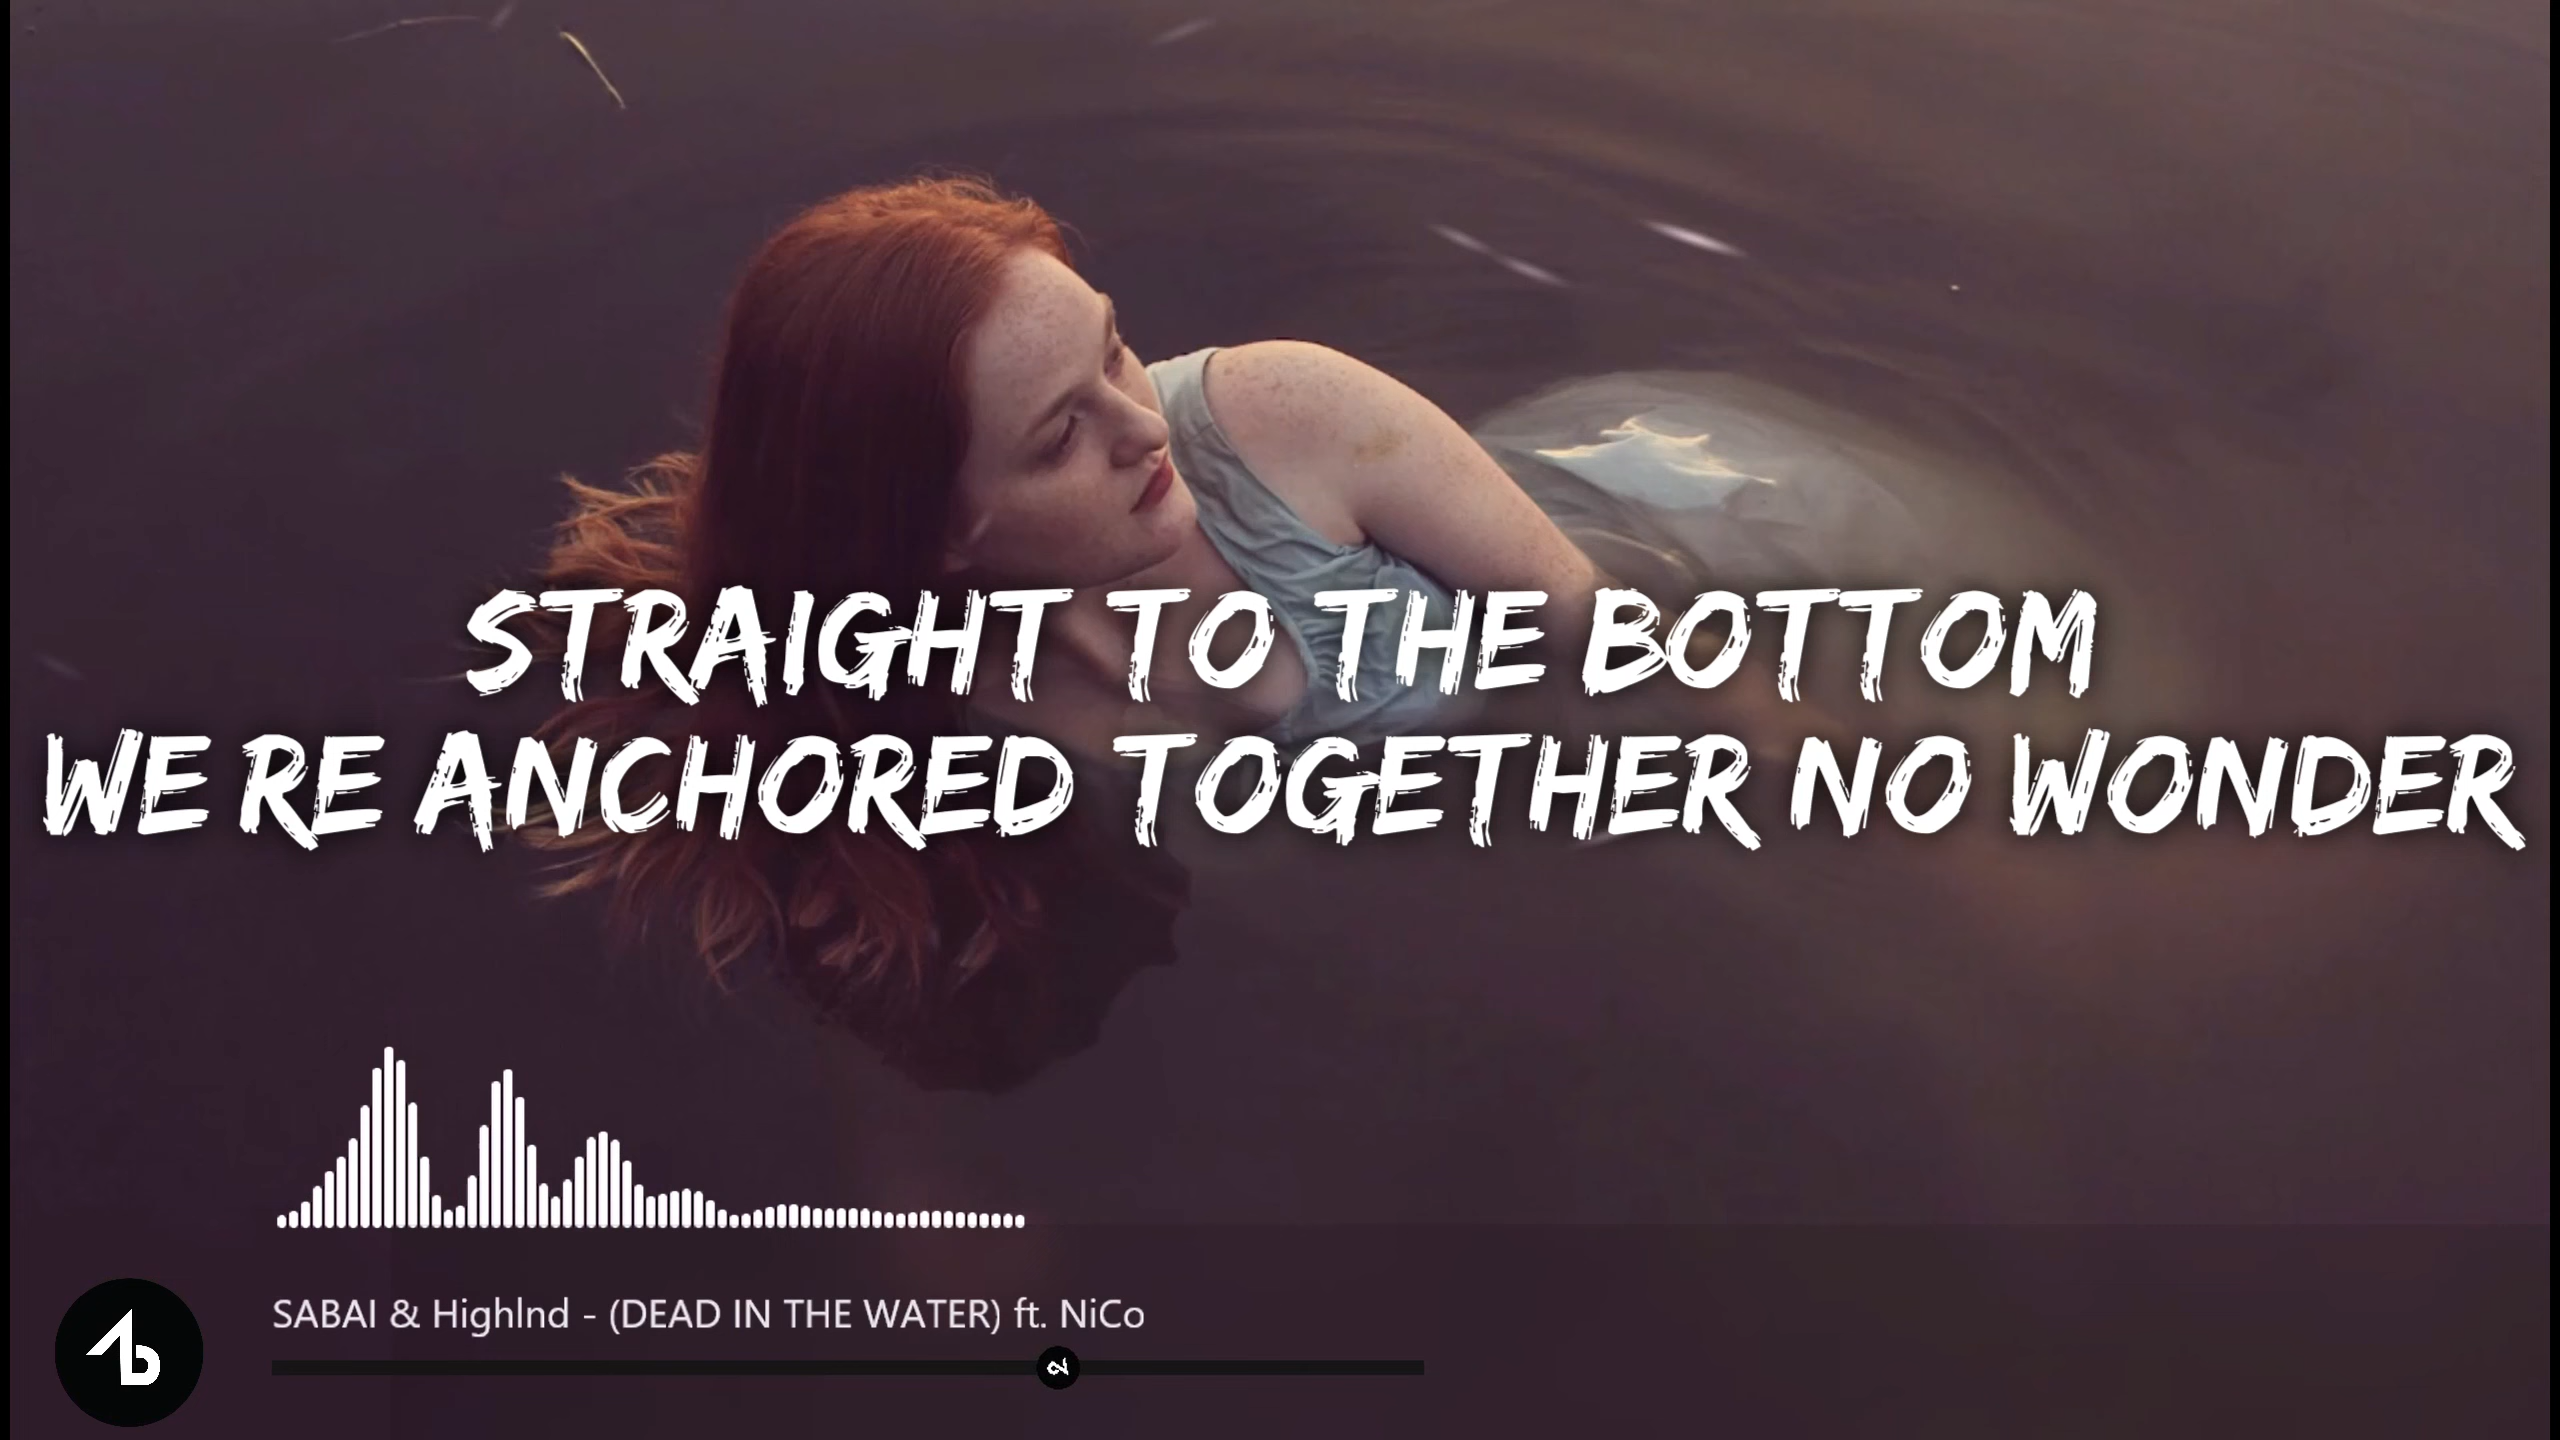 STRAIGHT TO THE BOTTOM
WE RE ANCHORED TOGETHER NO WONDER
SABAI & Highlnd - (DEAD IN THE WATER) ft. NiCo